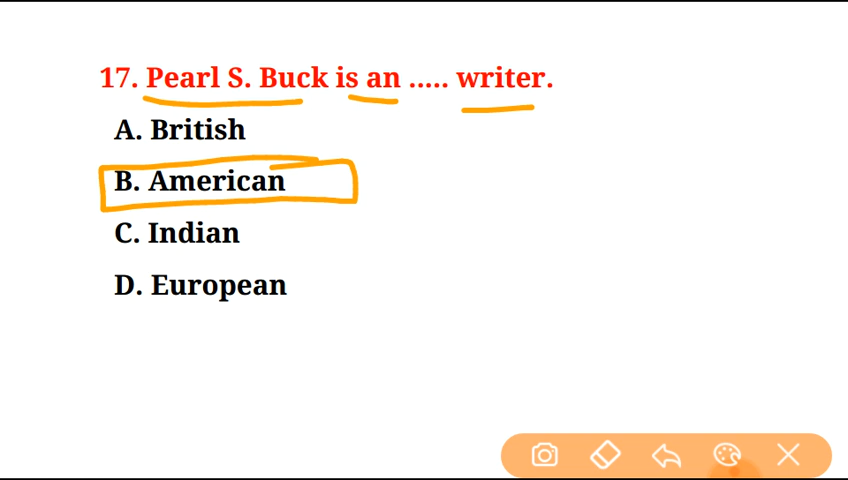 17. Pearl S. Buck is an ..... writer.
A. British
B. American
C. Indian
D. European